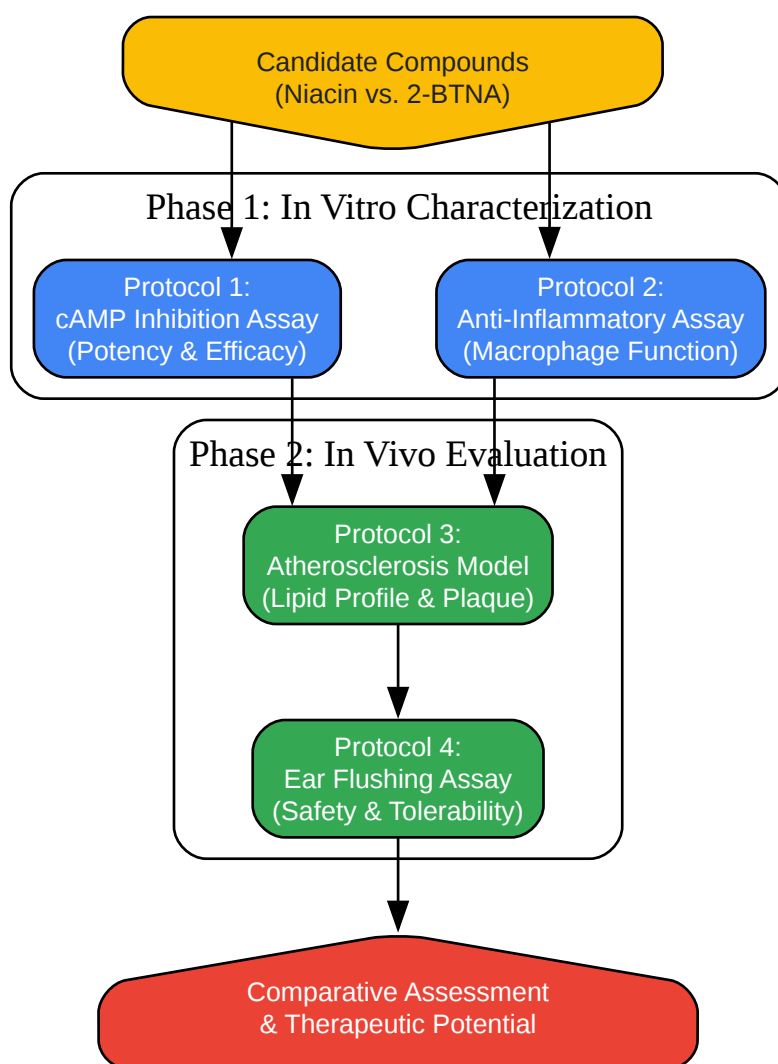 Candidate Compounds
(Niacin vs. 2-BTNA)
Phase 1: In Vitro Characterization
Protocol 1:
cAMP Inhibition Assay
(Potency & Efficacy)
Protocol 2:
Anti-Inflammatory Assay
(Macrophage Function)
Phase 2: In Vivo Evaluation
Protocol 3:
Atherosclerosis Model
(Lipid Profile & Plaque)
Protocol 4:
Ear Flushing Assay
(Safety & Tolerability)
Comparative Assessment
& Therapeutic Potential